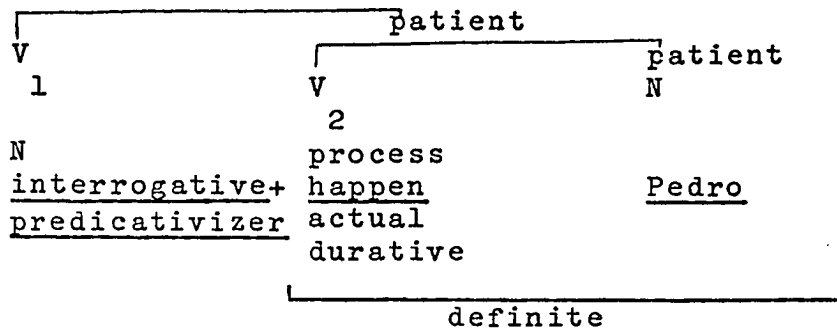 patient
V patient
1 V N
2
N process
interrogative+ happen Pedro
predicativizer actual
durative
definite